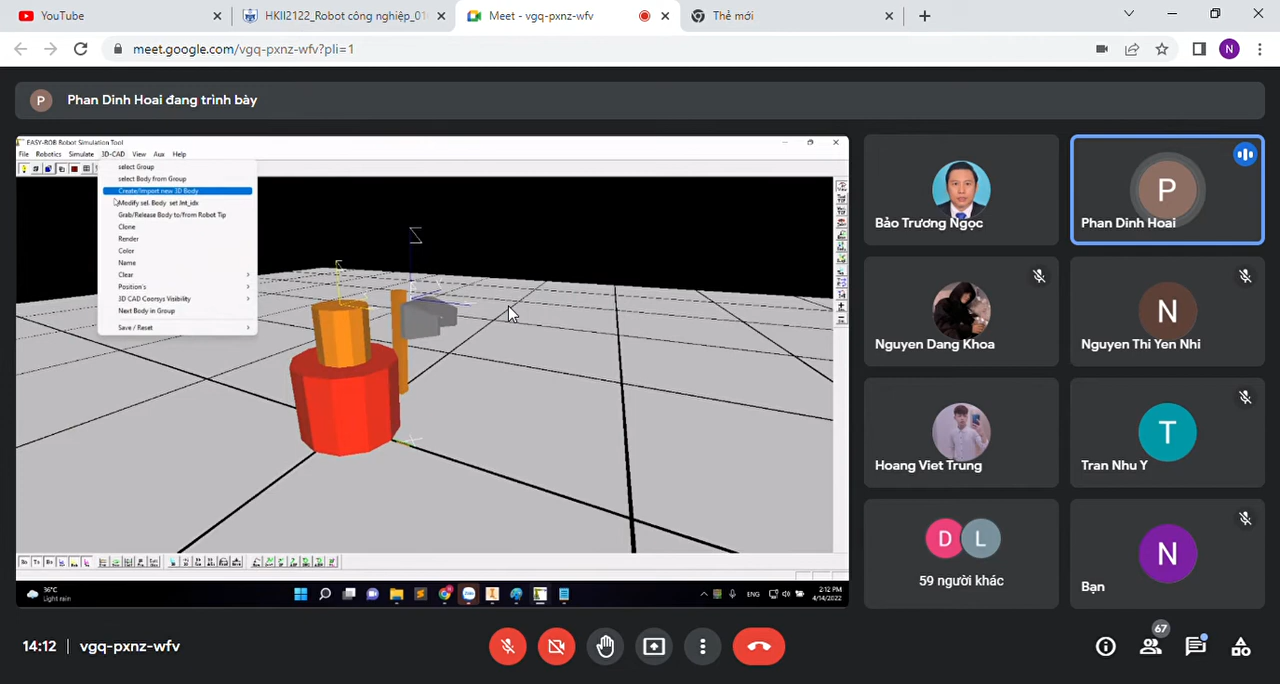 YouTube
HKII2122_Robot công nghiệp_01
Meet - vgq-pxnz-wfv
Thẻ mới
meet.google.com/vgq-pxnz-wfv?pli=1
N
P
Phan Dinh Hoai đang trình bày
EASY-ROB Robot Simulation Tool
File Robotics Simulate 3D-CAD View Aux Help
select Group
select Body from Group
Create/Import new 3D Body
Modify sel. Body set Jnt_idx
Grab/Release Body to/from Robot Tip
Clone
Render
Color
Name
Clear
Position's
3D CAD Coorsys Visibility
Next Body in Group
Save / Reset
36°C
Light rain
ENG
2:12 PM
4/14/2022
Bảo Trương Ngọc
P
Phan Dinh Hoai
Nguyen Dang Khoa
N
Nguyen Thi Yen Nhi
Hoang Viet Trung
T
Tran Nhu Y
D L
59 người khác
N
Bạn
14:12 | vgq-pxnz-wfv
67